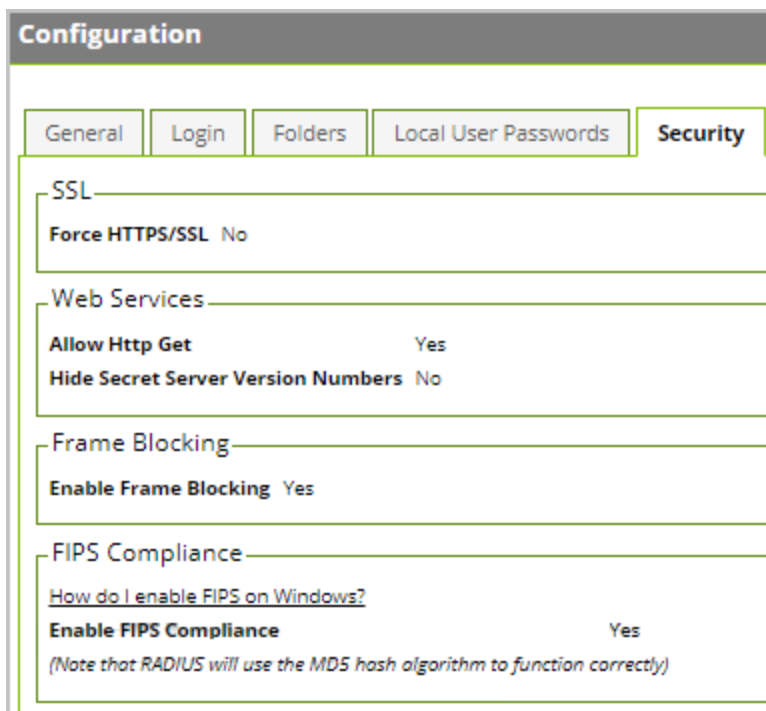 Configuration
General Login Folders Local User Passwords Security
SSL
Force HTTPS/SSL No
Web Services
Allow Http Get Yes
Hide Secret Server Version Numbers No
Frame Blocking
Enable Frame Blocking Yes
FIPS Compliance
How do I enable FIPS on Windows?
Enable FIPS Compliance Yes
(Note that RADIUS will use the MD5 hash algorithm to function correctly)